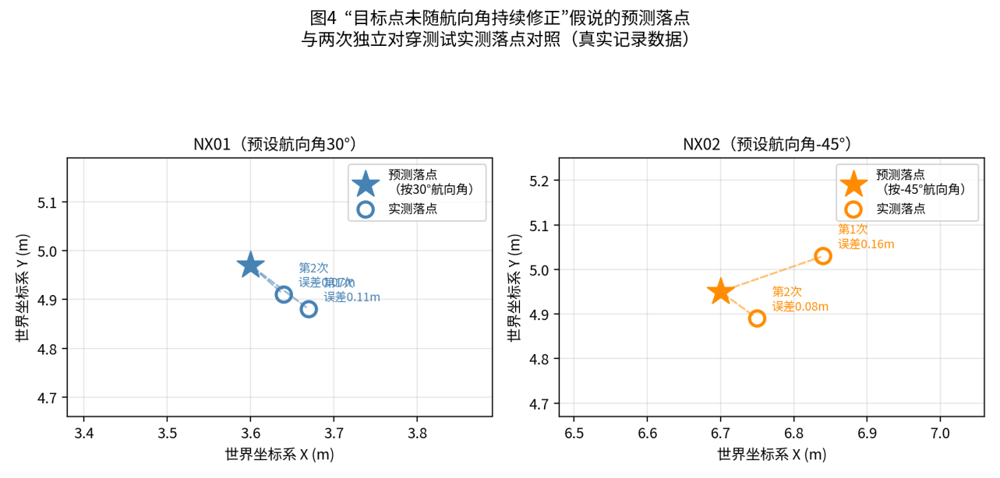 图4 “目标点未随航向角持续修正”假说的预测落点
与两次独立对穿测试实测落点对照（真实记录数据）
NX01（预设航向角30°）
预测落点
（按30°航向角）
实测落点
第2次
误差0.07m
第1次
误差0.11m
5.1
5.0
4.9
4.8
4.7
世界坐标系 Y (m)
3.4
3.5
3.6
3.7
3.8
世界坐标系 X (m)
NX02（预设航向角-45°）
预测落点
（按-45°航向角）
实测落点
第1次
误差0.16m
第2次
误差0.08m
5.2
5.1
5.0
4.9
4.8
4.7
世界坐标系 Y (m)
6.5
6.6
6.7
6.8
6.9
7.0
世界坐标系 X (m)